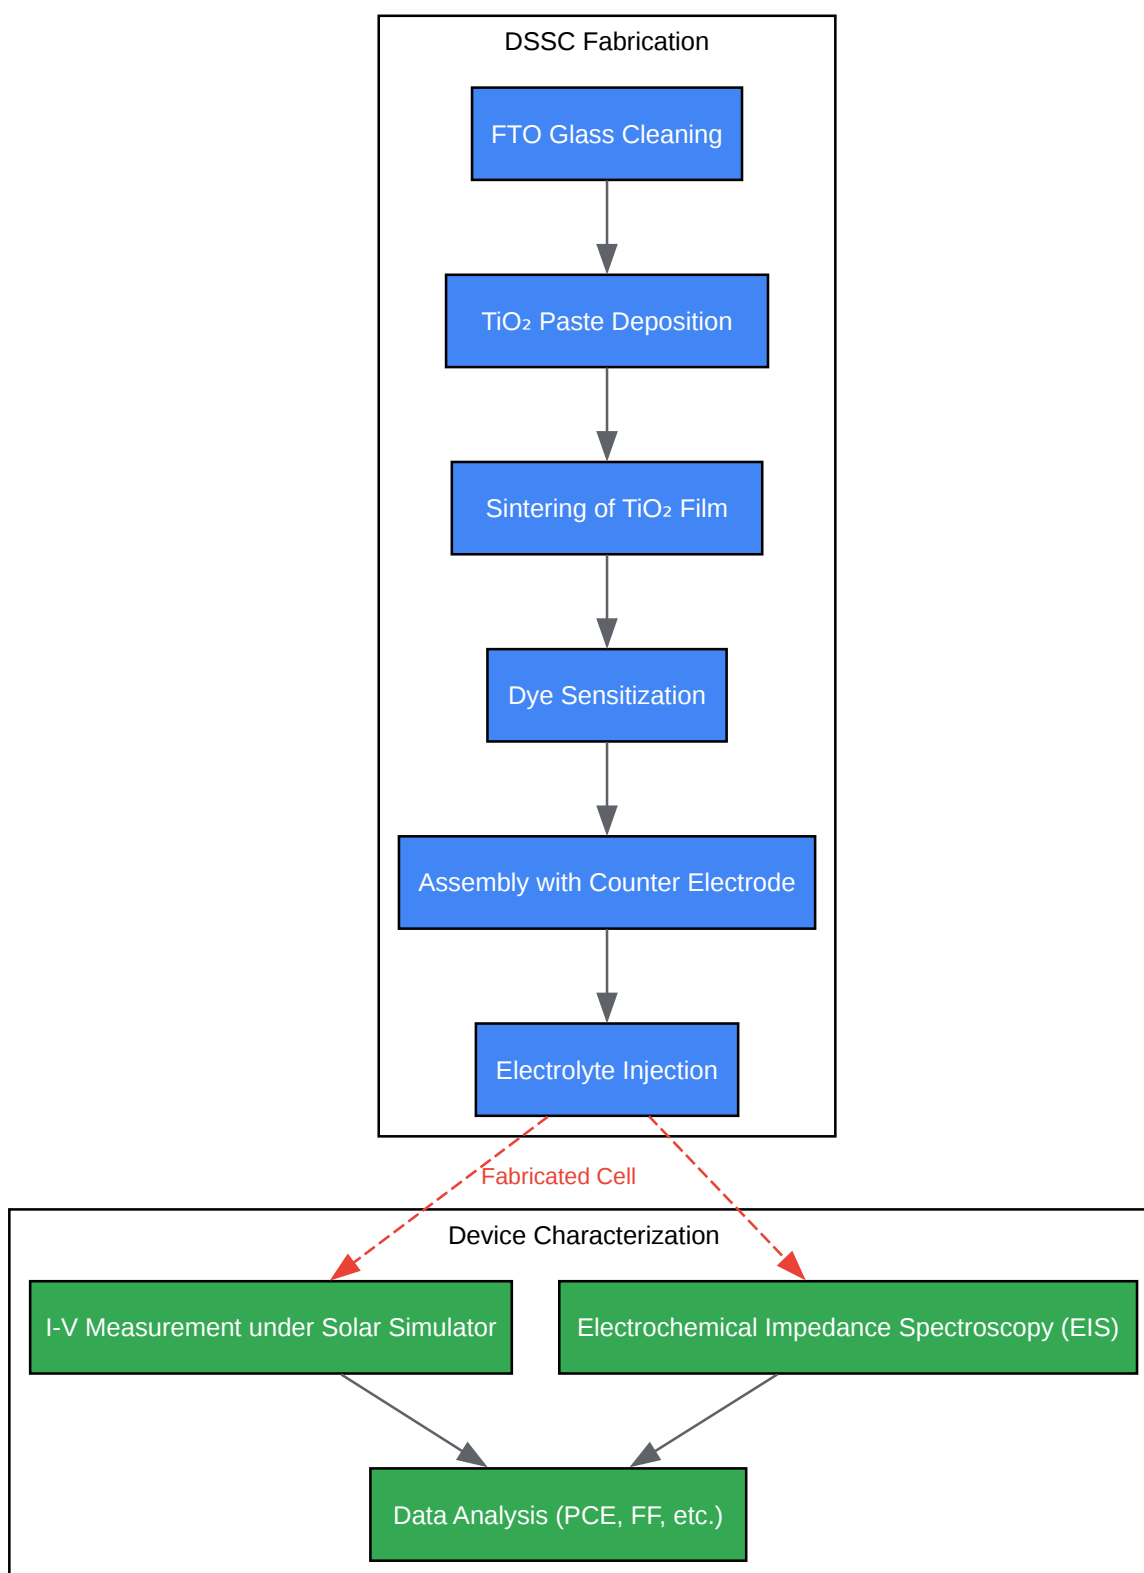 DSSC Fabrication
FTO Glass Cleaning
TiO₂ Paste Deposition
Sintering of TiO₂ Film
Dye Sensitization
Assembly with Counter Electrode
Electrolyte Injection
Fabricated Cell
Device Characterization
I-V Measurement under Solar Simulator
Electrochemical Impedance Spectroscopy (EIS)
Data Analysis (PCE, FF, etc.)